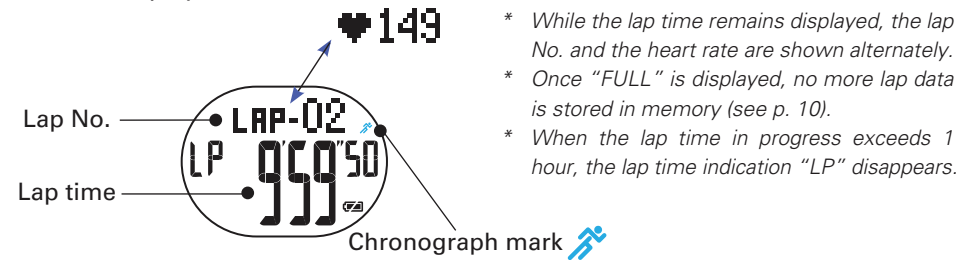 ♥149
* While the lap time remains displayed, the lap
No. and the heart rate are shown alternately.
* Once “FULL” is displayed, no more lap data
is stored in memory (see p. 10).
* When the lap time in progress exceeds 1
hour, the lap time indication “LP” disappears.
Lap No.
LAP-02
LP 9'59"50
Lap time
Chronograph mark